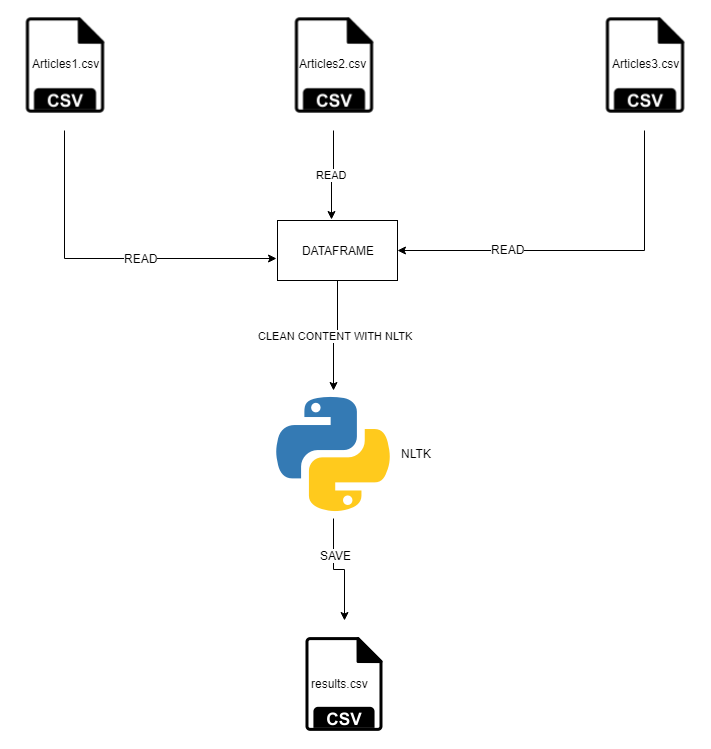 Articles1.csv
CSV
Articles2.csv
CSV
Articles3.csv
CSV
READ
READ
READ
DATAFRAME
CLEAN CONTENT WITH NLTK
NLTK
SAVE
results.csv
CSV